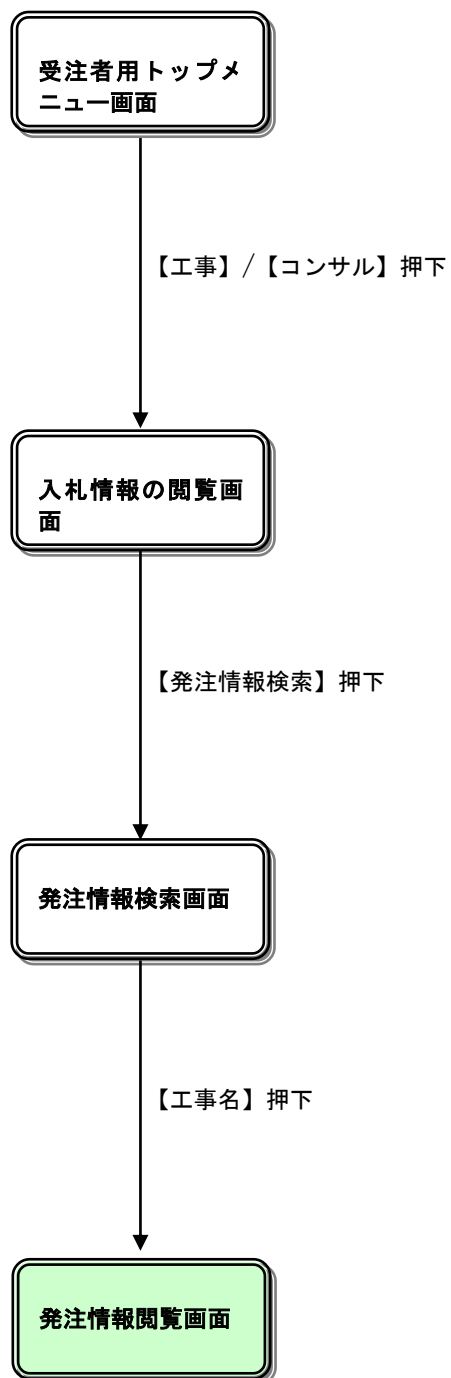 受注者用トップメ
ニュー画面
【工事】/【コンサル】押下
入札情報の閲覧画
面
【発注情報検索】押下
発注情報検索画面
【工事名】押下
発注情報閲覧画面